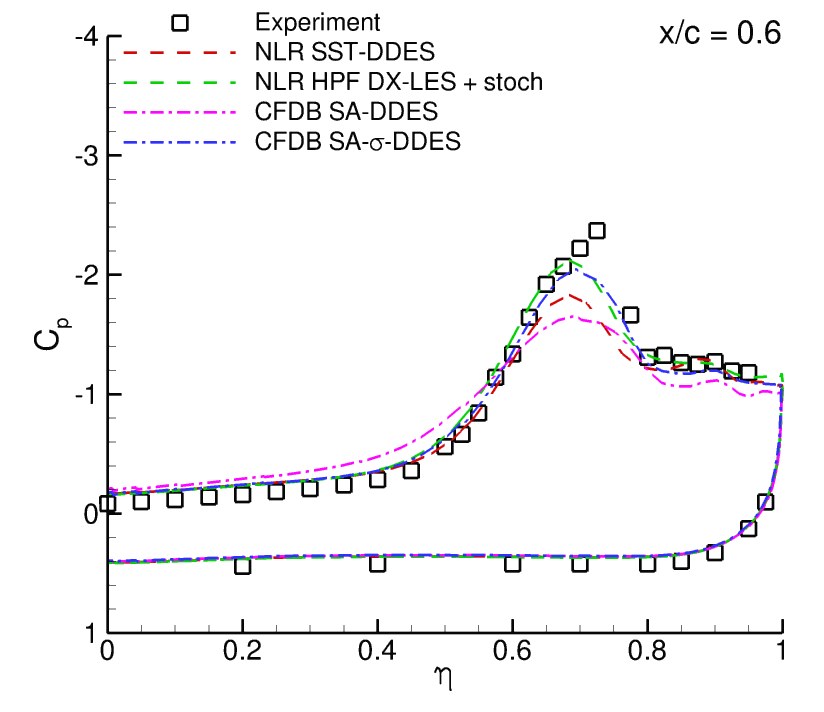 Experiment
NLR SST-DDES
NLR HPF DX-LES + stoch
CFDB SA-DDES
CFDB SA-σ-DDES
x/c = 0.6
-4
-3
-2
-1
0
1
Cp
0
0.2
0.4
0.6
0.8
1
η